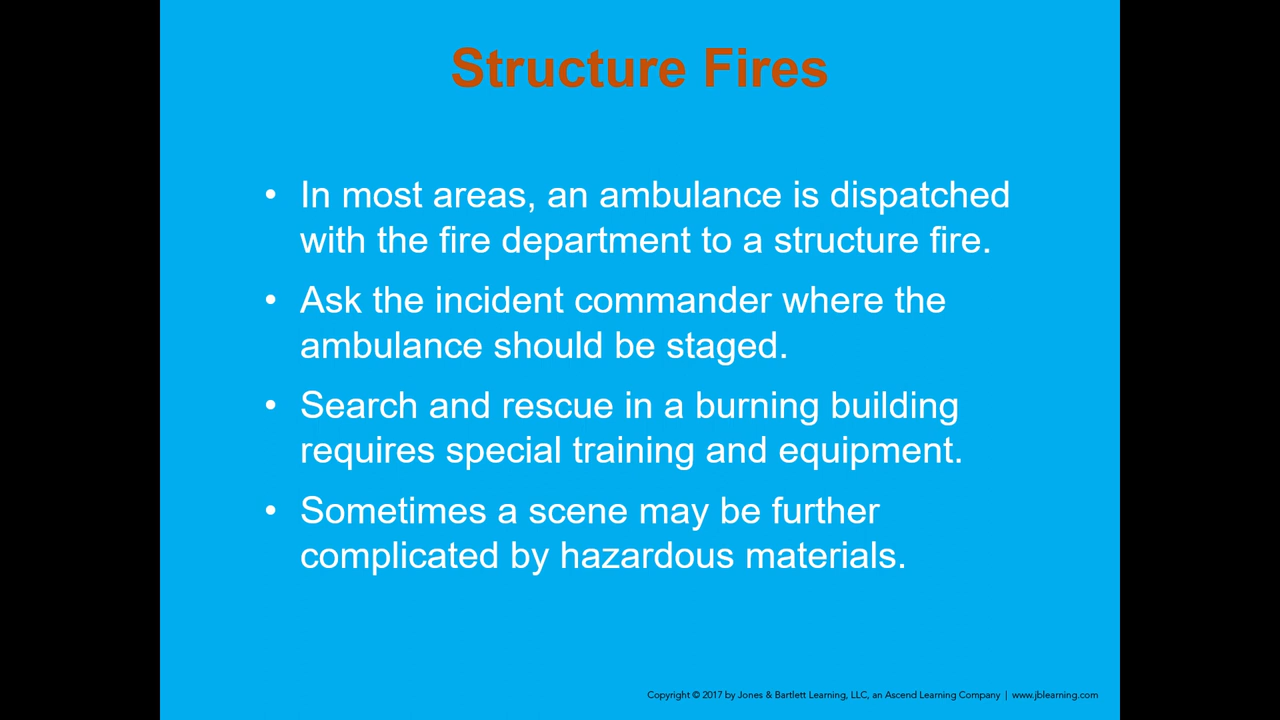 Structure Fires
• In most areas, an ambulance is dispatched
with the fire department to a structure fire.
• Ask the incident commander where the
ambulance should be staged.
• Search and rescue in a burning building
requires special training and equipment.
• Sometimes a scene may be further
complicated by hazardous materials.
Copyright © 2017 by Jones & Bartlett Learning, LLC, an Ascend Learning Company | www.jblearning.com